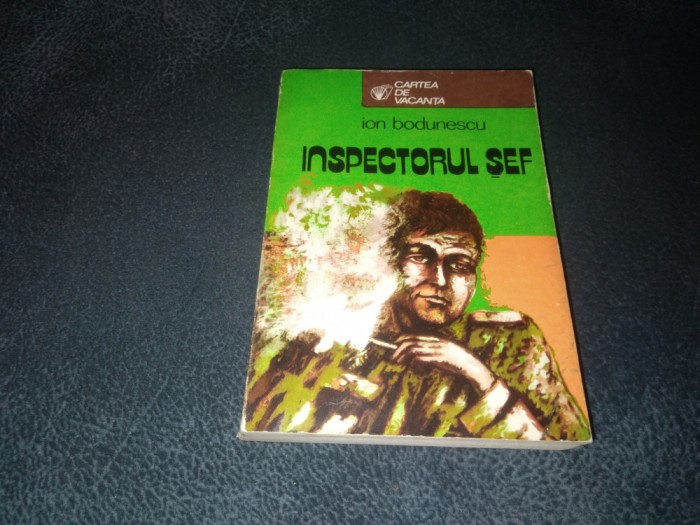 CARTEA
DE
VACANTA
ion bodunescu
INSPECTORUL ŞEF